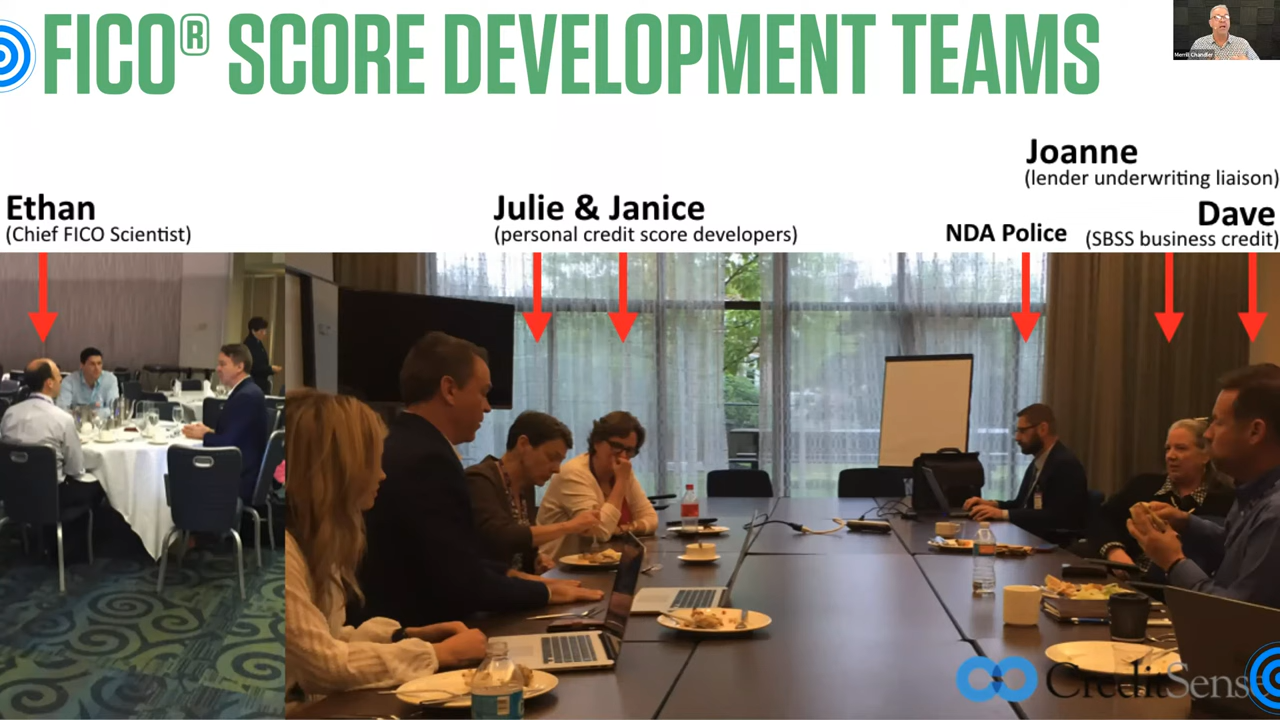 FICO® SCORE DEVELOPMENT TEAMS
Merrill Chandler
Joanne
(lender underwriting liaison)
Ethan
(Chief FICO Scientist)
Julie & Janice
(personal credit score developers)
NDA Police
Dave
(SBSS business credit)
CreditSens